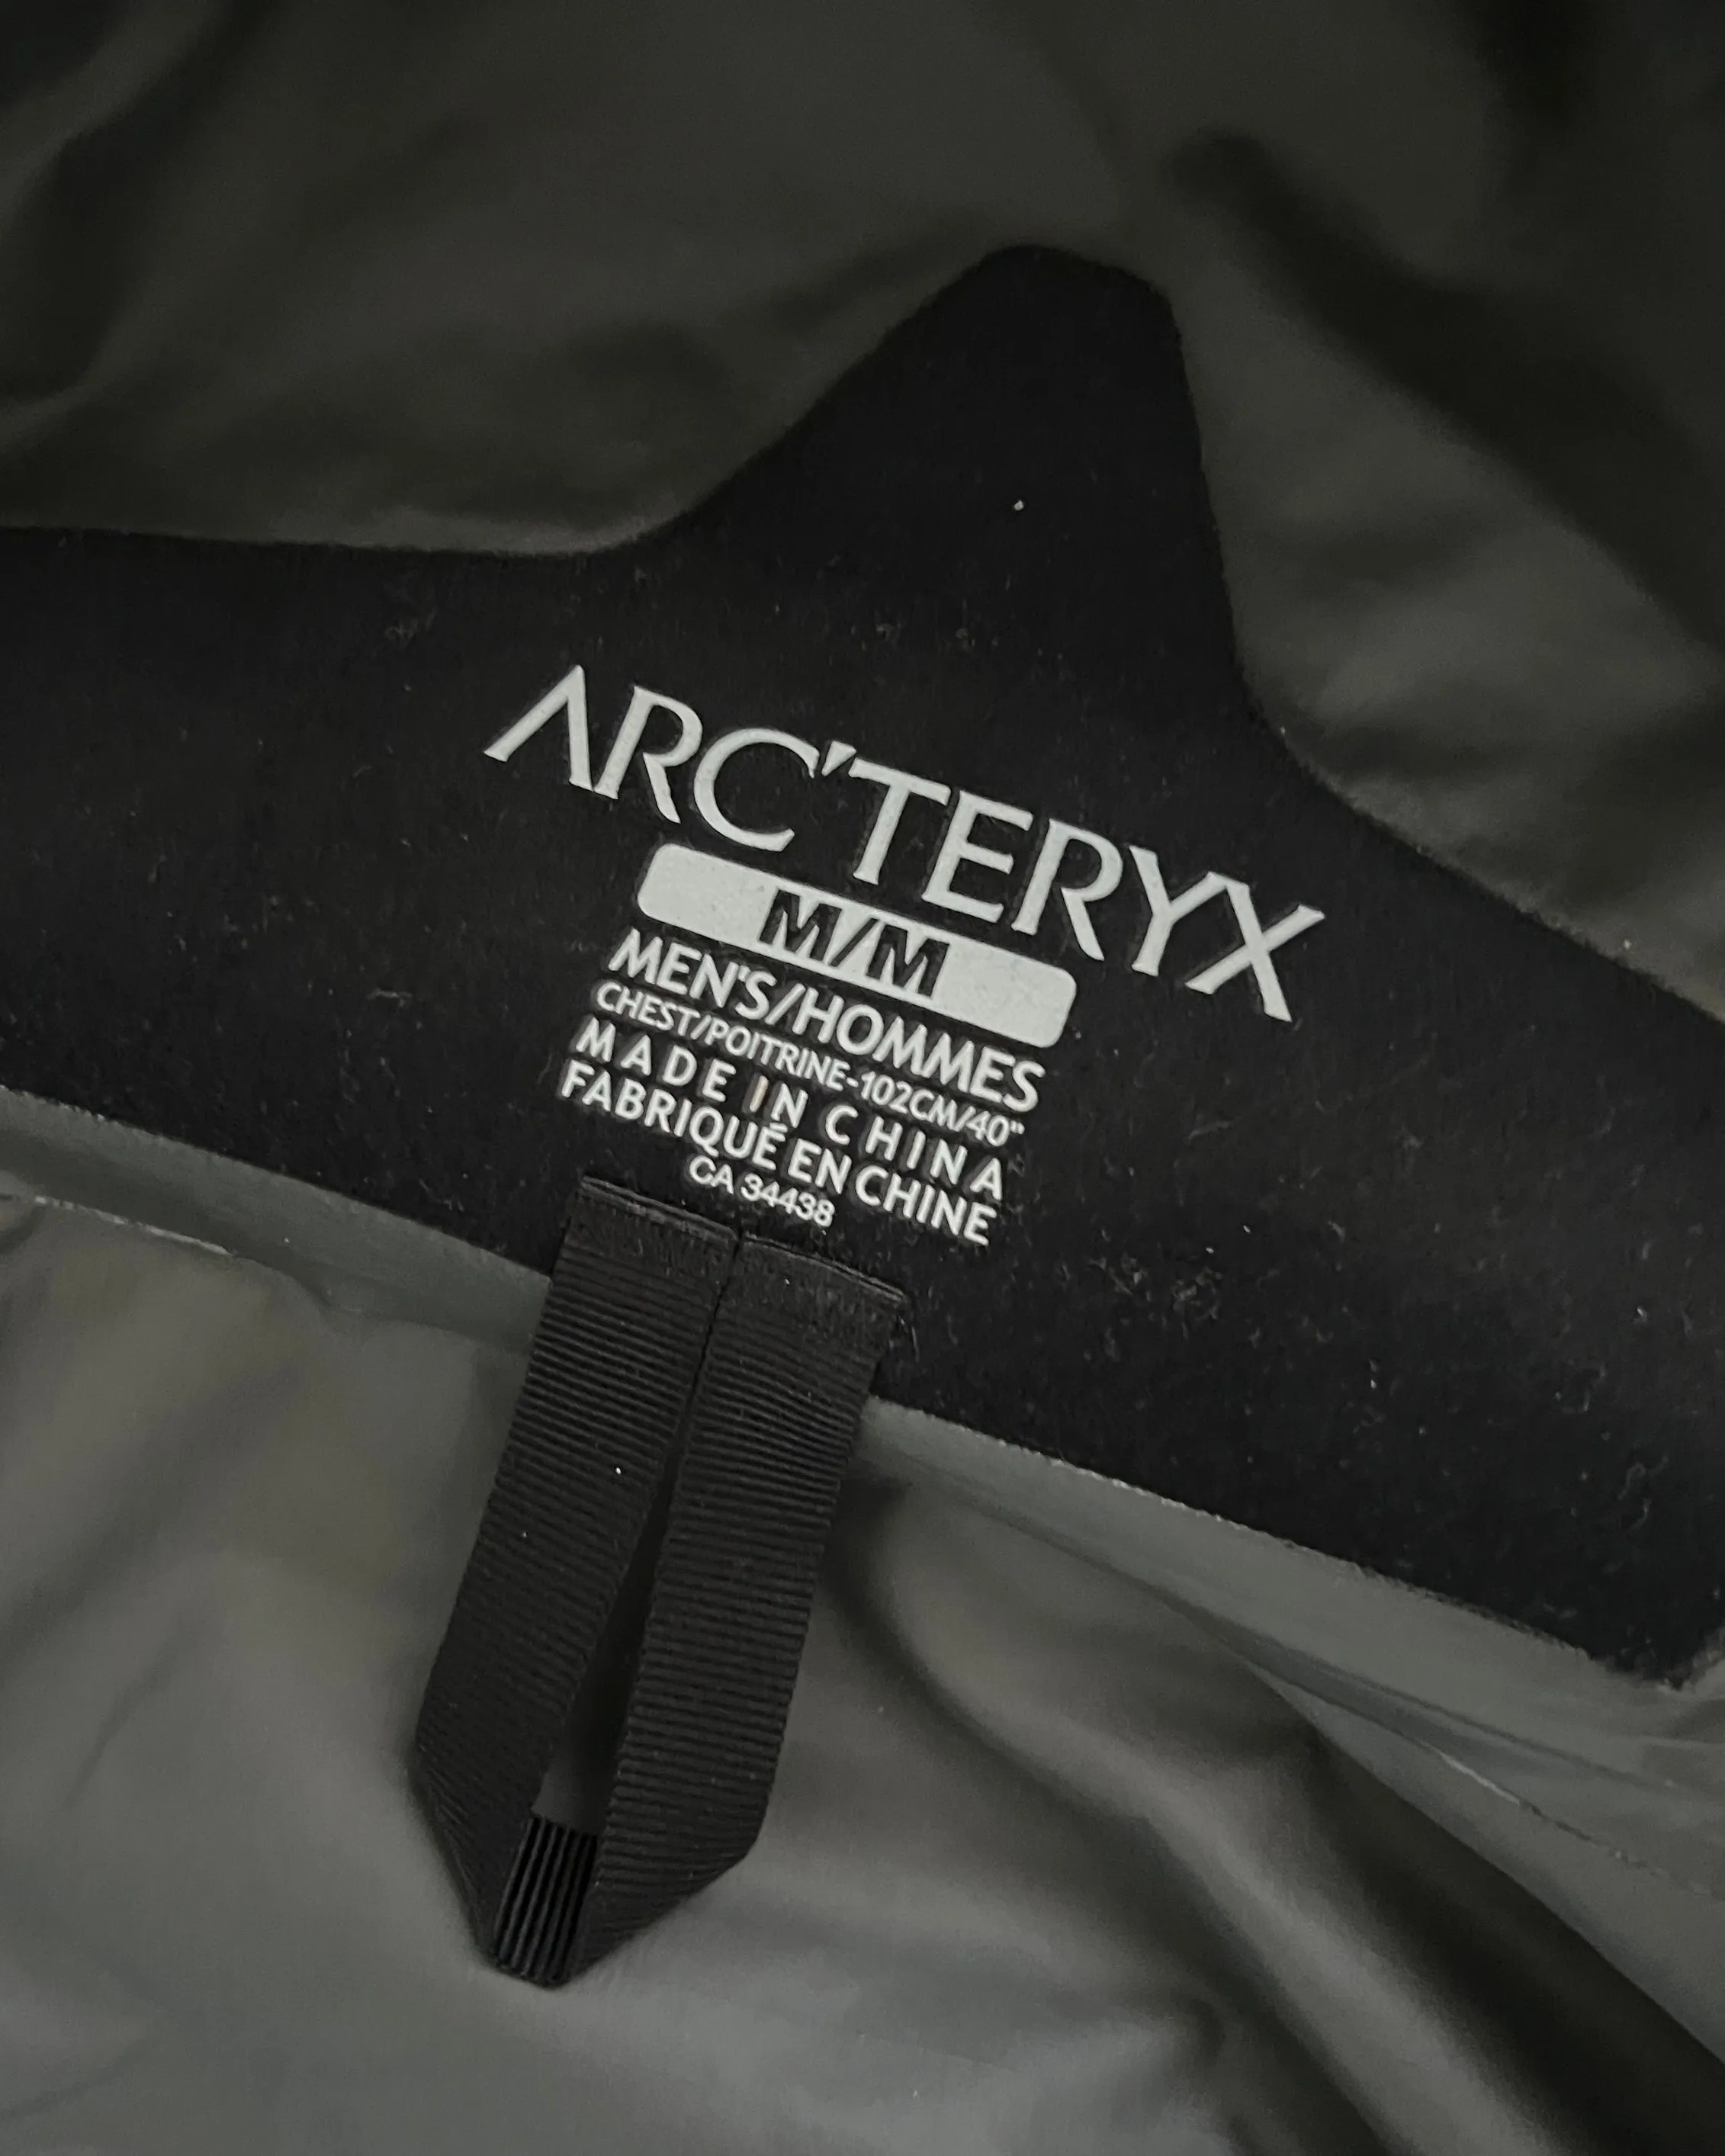 ARC'TERYX
M/M
MEN'S/HOMMES
CHEST/POITRINE-102CM/40"
MADE IN CHINA
FABRIQUÉ EN CHINE
CA 34438